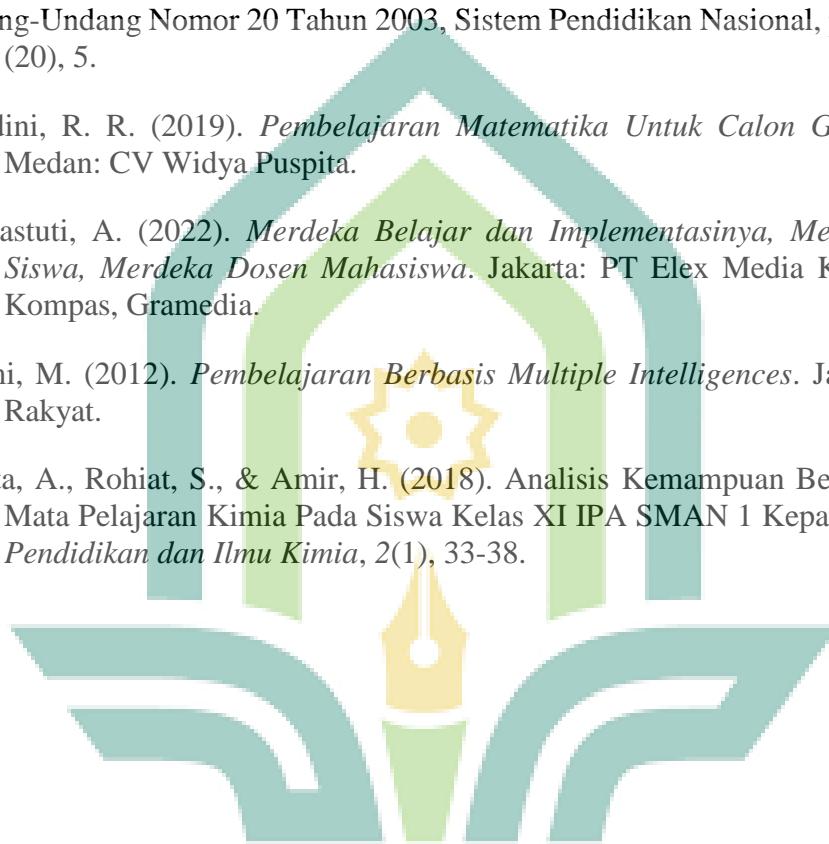 ng-Undang Nomor 20 Tahun 2003, Sistem Pendidikan Nasional,
(20), 5.
dini, R. R. (2019). Pembelajaran Matematika Untuk Calon G
Medan: CV Widya Puspita.
astuti, A. (2022). Merdeka Belajar dan Implementasinya, Me
Siswa, Merdeka Dosen Mahasiswa. Jakarta: PT Elex Media K
Kompas, Gramedia.
ni, M. (2012). Pembelajaran Berbasis Multiple Intelligences. Ja
Rakyat.
ta, A., Rohiat, S., & Amir, H. (2018). Analisis Kemampuan Be
Mata Pelajaran Kimia Pada Siswa Kelas XI IPA SMAN 1 Kepa
Pendidikan dan Ilmu Kimia, 2(1), 33-38.